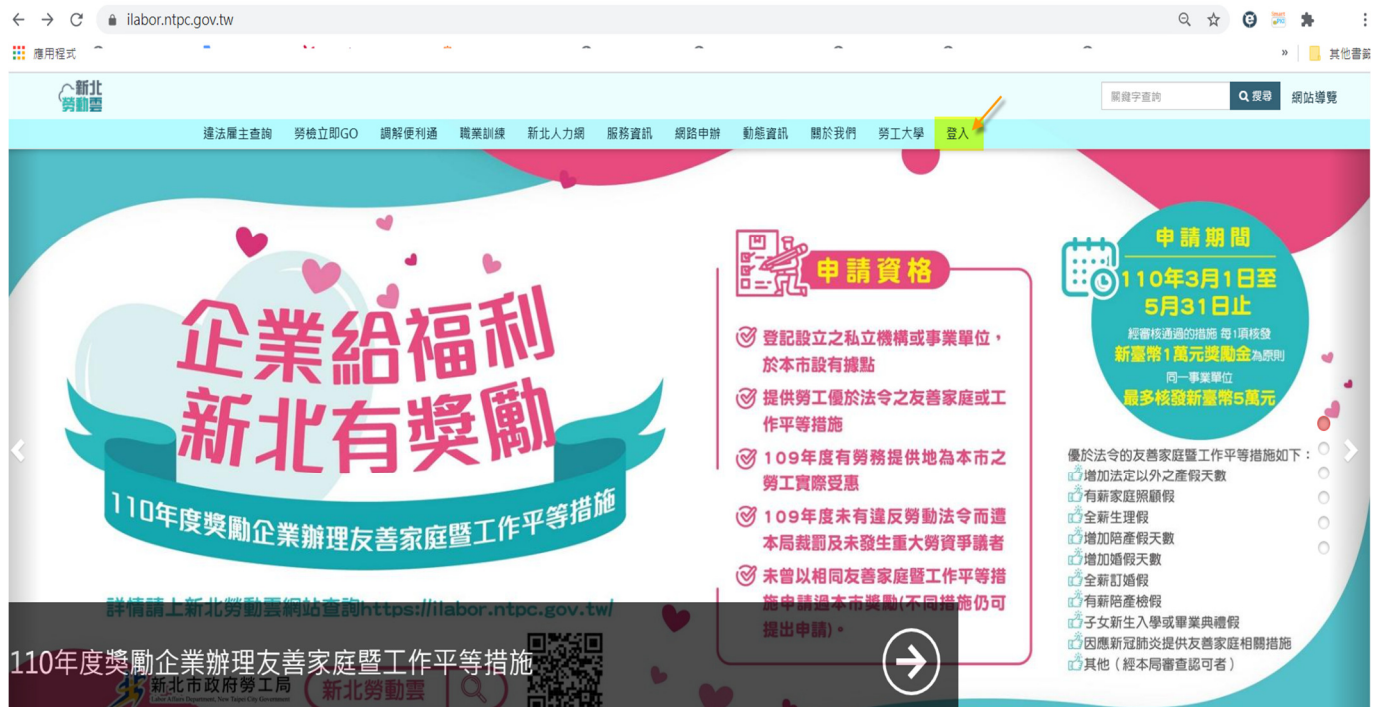 ilabor.ntpc.gov.tw
應用程式
»
其他書籤
新北
勞動雲
關鍵字查詢
搜尋
網站導覽
違法雇主查詢 勞檢立即GO 調解便利通 職業訓練 新北人力網 服務資訊 網路申辦 動態資訊 關於我們 勞工大學 登入
企業給福利
新北有獎勵
110年度獎勵企業辦理友善家庭暨工作平等措施
詳情請上新北勞動雲網站查詢https://ilabor.ntpc.gov.tw/
申請資格
登記設立之私立機構或事業單位，
於本市設有據點
提供勞工優於法令之友善家庭或工
作平等措施
109年度有勞務提供地為本市之
勞工實際受惠
109年度未有違反勞動法令而遭
本局裁罰及未發生重大勞資爭議者
未曾以相同友善家庭暨工作平等措
施申請過本市獎勵(不同措施仍可
提出申請)。
申請期間
110年3月1日至
5月31日止
經審核通過的措施 每1項核發
新臺幣1萬元獎勵金為原則
同一事業單位
最多核發新臺幣5萬元
優於法令的友善家庭暨工作平等措施如下：
增加法定以外之產假天數
有薪家庭照顧假
全薪生理假
增加陪產假天數
增加婚假天數
全薪訂婚假
有薪陪產檢假
子女新生入學或畢業典禮假
因應新冠肺炎提供友善家庭相關措施
其他（經本局審查認可者）
110年度獎勵企業辦理友善家庭暨工作平等措施
新北市政府勞工局
Labor Affairs Department, New Taipei City Government
新北勞動雲